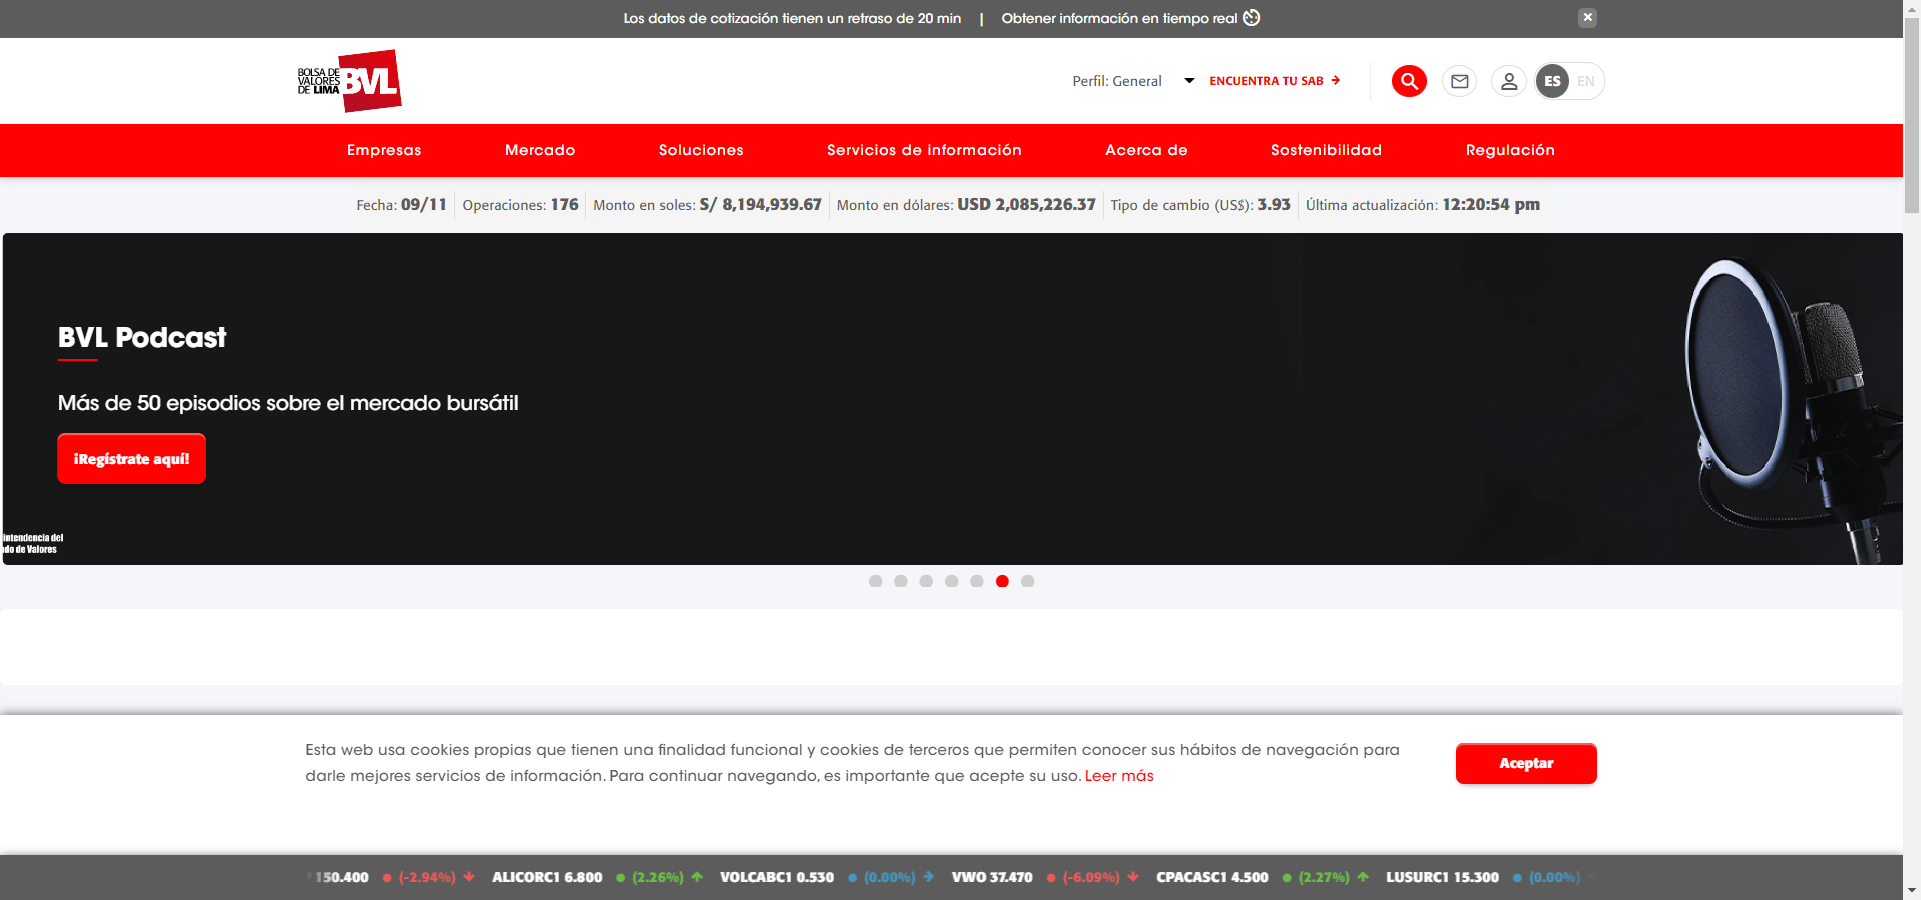 Los datos de cotización tienen un retraso de 20 min | Obtener información en tiempo real
BOLSA DE
VALORES
DE LIMA
BVL
Perfil: General
ENCUENTRA TU SAB
ES
EN
Empresas
Mercado
Soluciones
Servicios de información
Acerca de
Sostenibilidad
Regulación
Fecha: 09/11
Operaciones: 176
Monto en soles: S/ 8,194,939.67
Monto en dólares: USD 2,085,226.37
Tipo de cambio (US$): 3.93
Última actualización: 12:20:54 pm
BVL Podcast
Más de 50 episodios sobre el mercado bursátil
¡Regístrate aquí!
intendencia del
do de Valores
Esta web usa cookies propias que tienen una finalidad funcional y cookies de terceros que permiten conocer sus hábitos de navegación para
darle mejores servicios de información. Para continuar navegando, es importante que acepte su uso. Leer más
Aceptar
150.400 (-2.94%) ALICORC1 6.800 (2.26%) VOLCABC1 0.530 (0.00%) VWO 37.470 (-6.09%) CPACASC1 4.500 (2.27%) LUSURC1 15.300 (0.00%)